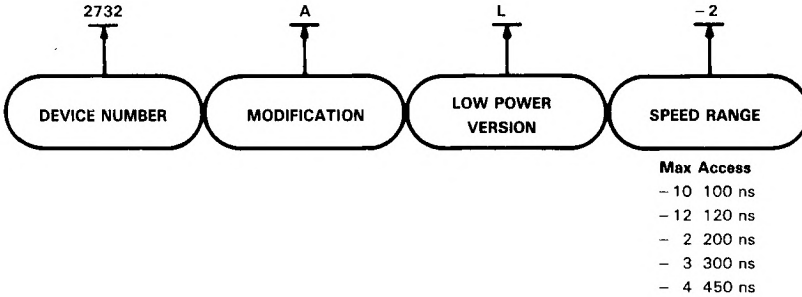 2732 A L -2
DEVICE NUMBER MODIFICATION LOW POWER VERSION SPEED RANGE
Max Access
-10 100 ns
-12 120 ns
- 2 200 ns
- 3 300 ns
- 4 450 ns